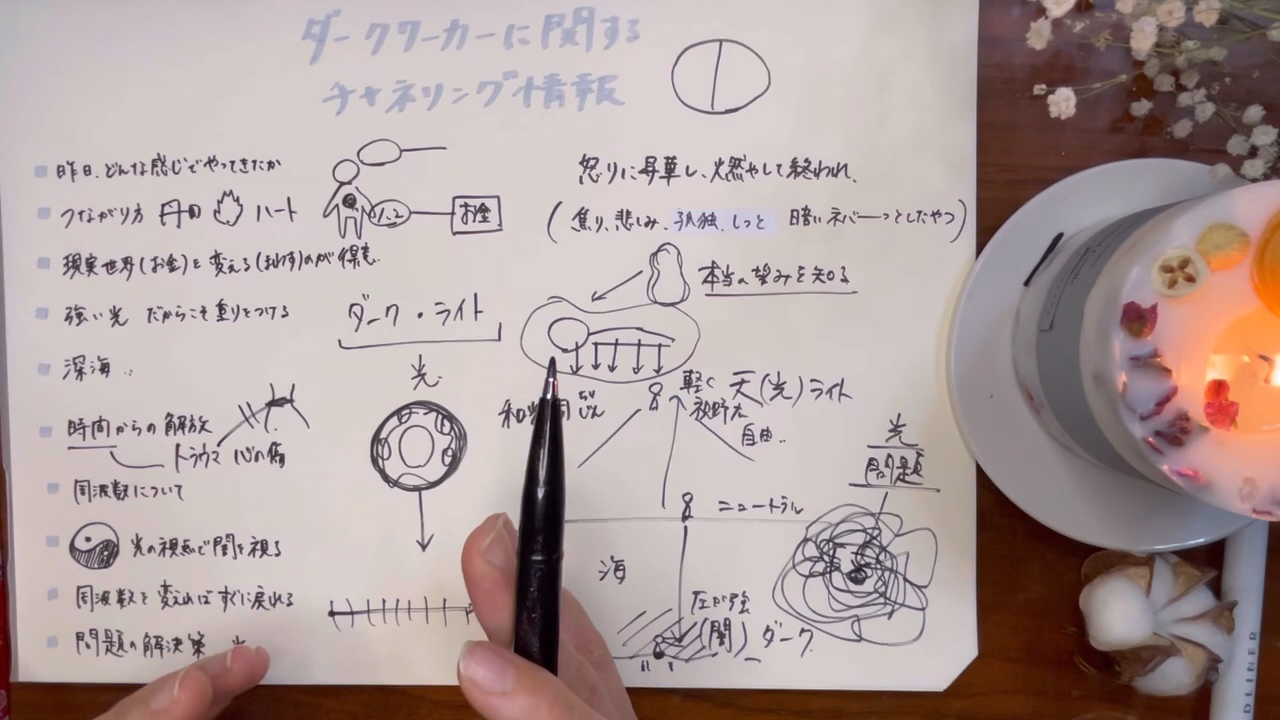 ダークワーカーに関する
チャネリング情報
昨日、どんな感じでやってきたか
つながり方 丹田 ハート
現実世界(お金)を変える(ずのが得意
強い光 だからこそ重りをつける
深海
時間からの解放
トラウマ 心の傷
周波数について
光の視点で闇を視る
周波数を変えればすぐに戻れる
問題の解決策
お金
ダーク・ライト
光
怒りに昇華し、燃やして終われ、
(焦り、悲しみ、孤独、しっと 暗いネバーっとしたやつ)
本当の望みを知る
じん
軽く 天(光)ライト
視野大
自由..
ニュートラル
光
問題
海
圧が強
(闇) ダーク
DLINER